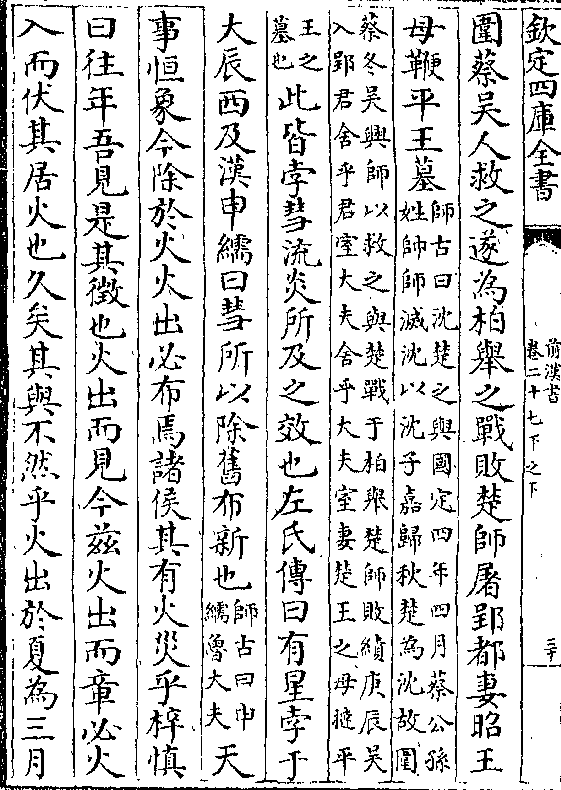 欽定四庫全書
前漢書
卷二十七下之下
三十
圍蔡吳人救之遂為柏舉之戰敗楚師屠郢都妻昭王
母鞭平王墓師古曰沈楚之與國定四年四月蔡公孫
姓帥師滅沈以沈子嘉歸秋楚為沈故圍
蔡冬吳興師以救之與楚戰于柏舉楚師敗績庚辰吳
入郢君舍乎君室大夫舍乎大夫室妻楚王之母撻平
王之
墓也此皆孛彗流炎所及之效也左氏傳曰有星孛于
大辰西及漢申繻曰彗所以除舊布新也師古曰申
繻魯大夫天
事恒象今除於火火出必布焉諸侯其有火災乎梓慎
曰往年吾見是其徵也火出而見今茲火出而章必火
入而伏其居火也久矣其與不然乎火出於夏為三月